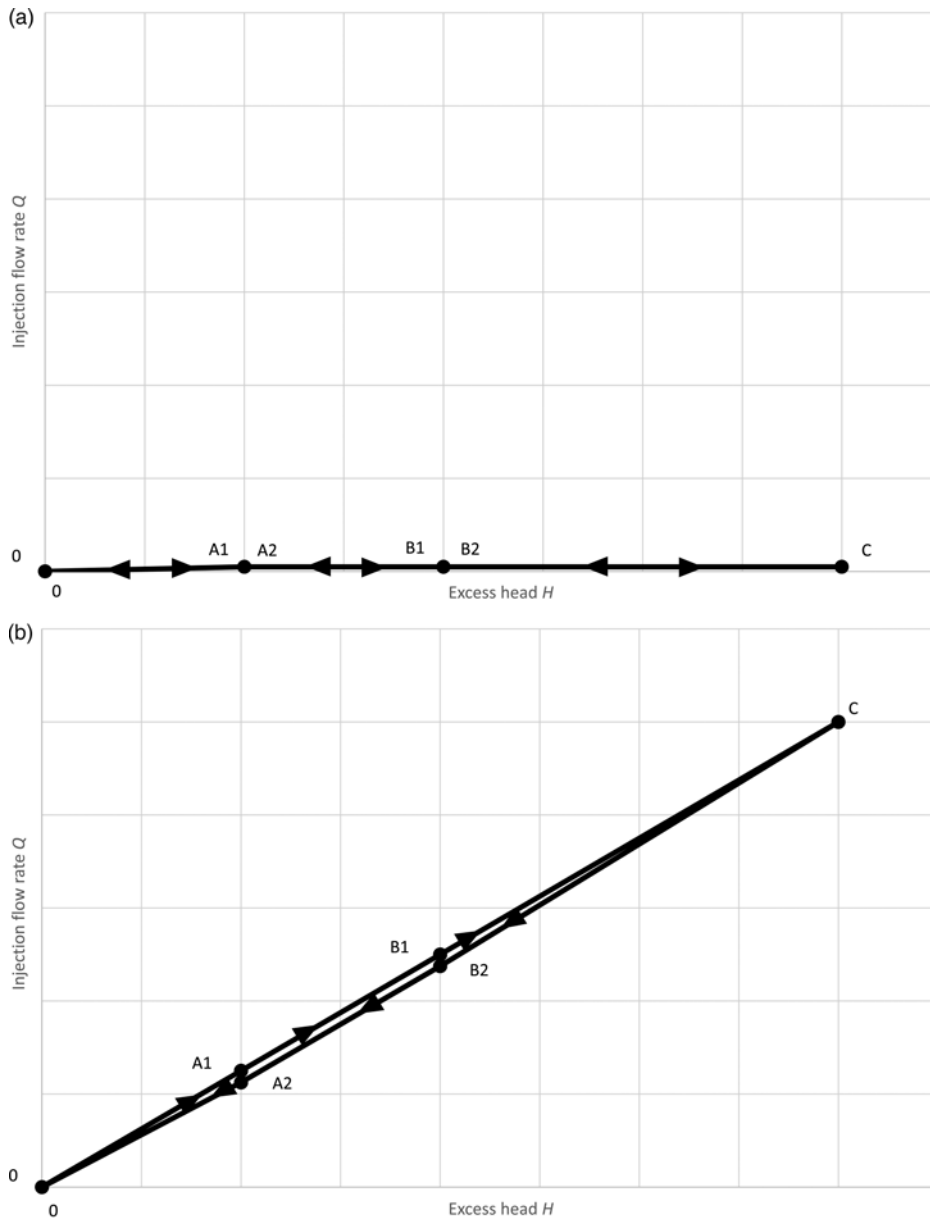 (a)
Injection flow rate Q
A1 A2 B1 B2 C
0
0
Excess head H
(b)
C
Injection flow rate Q
B1
B2
A1
A2
0
0
Excess head H